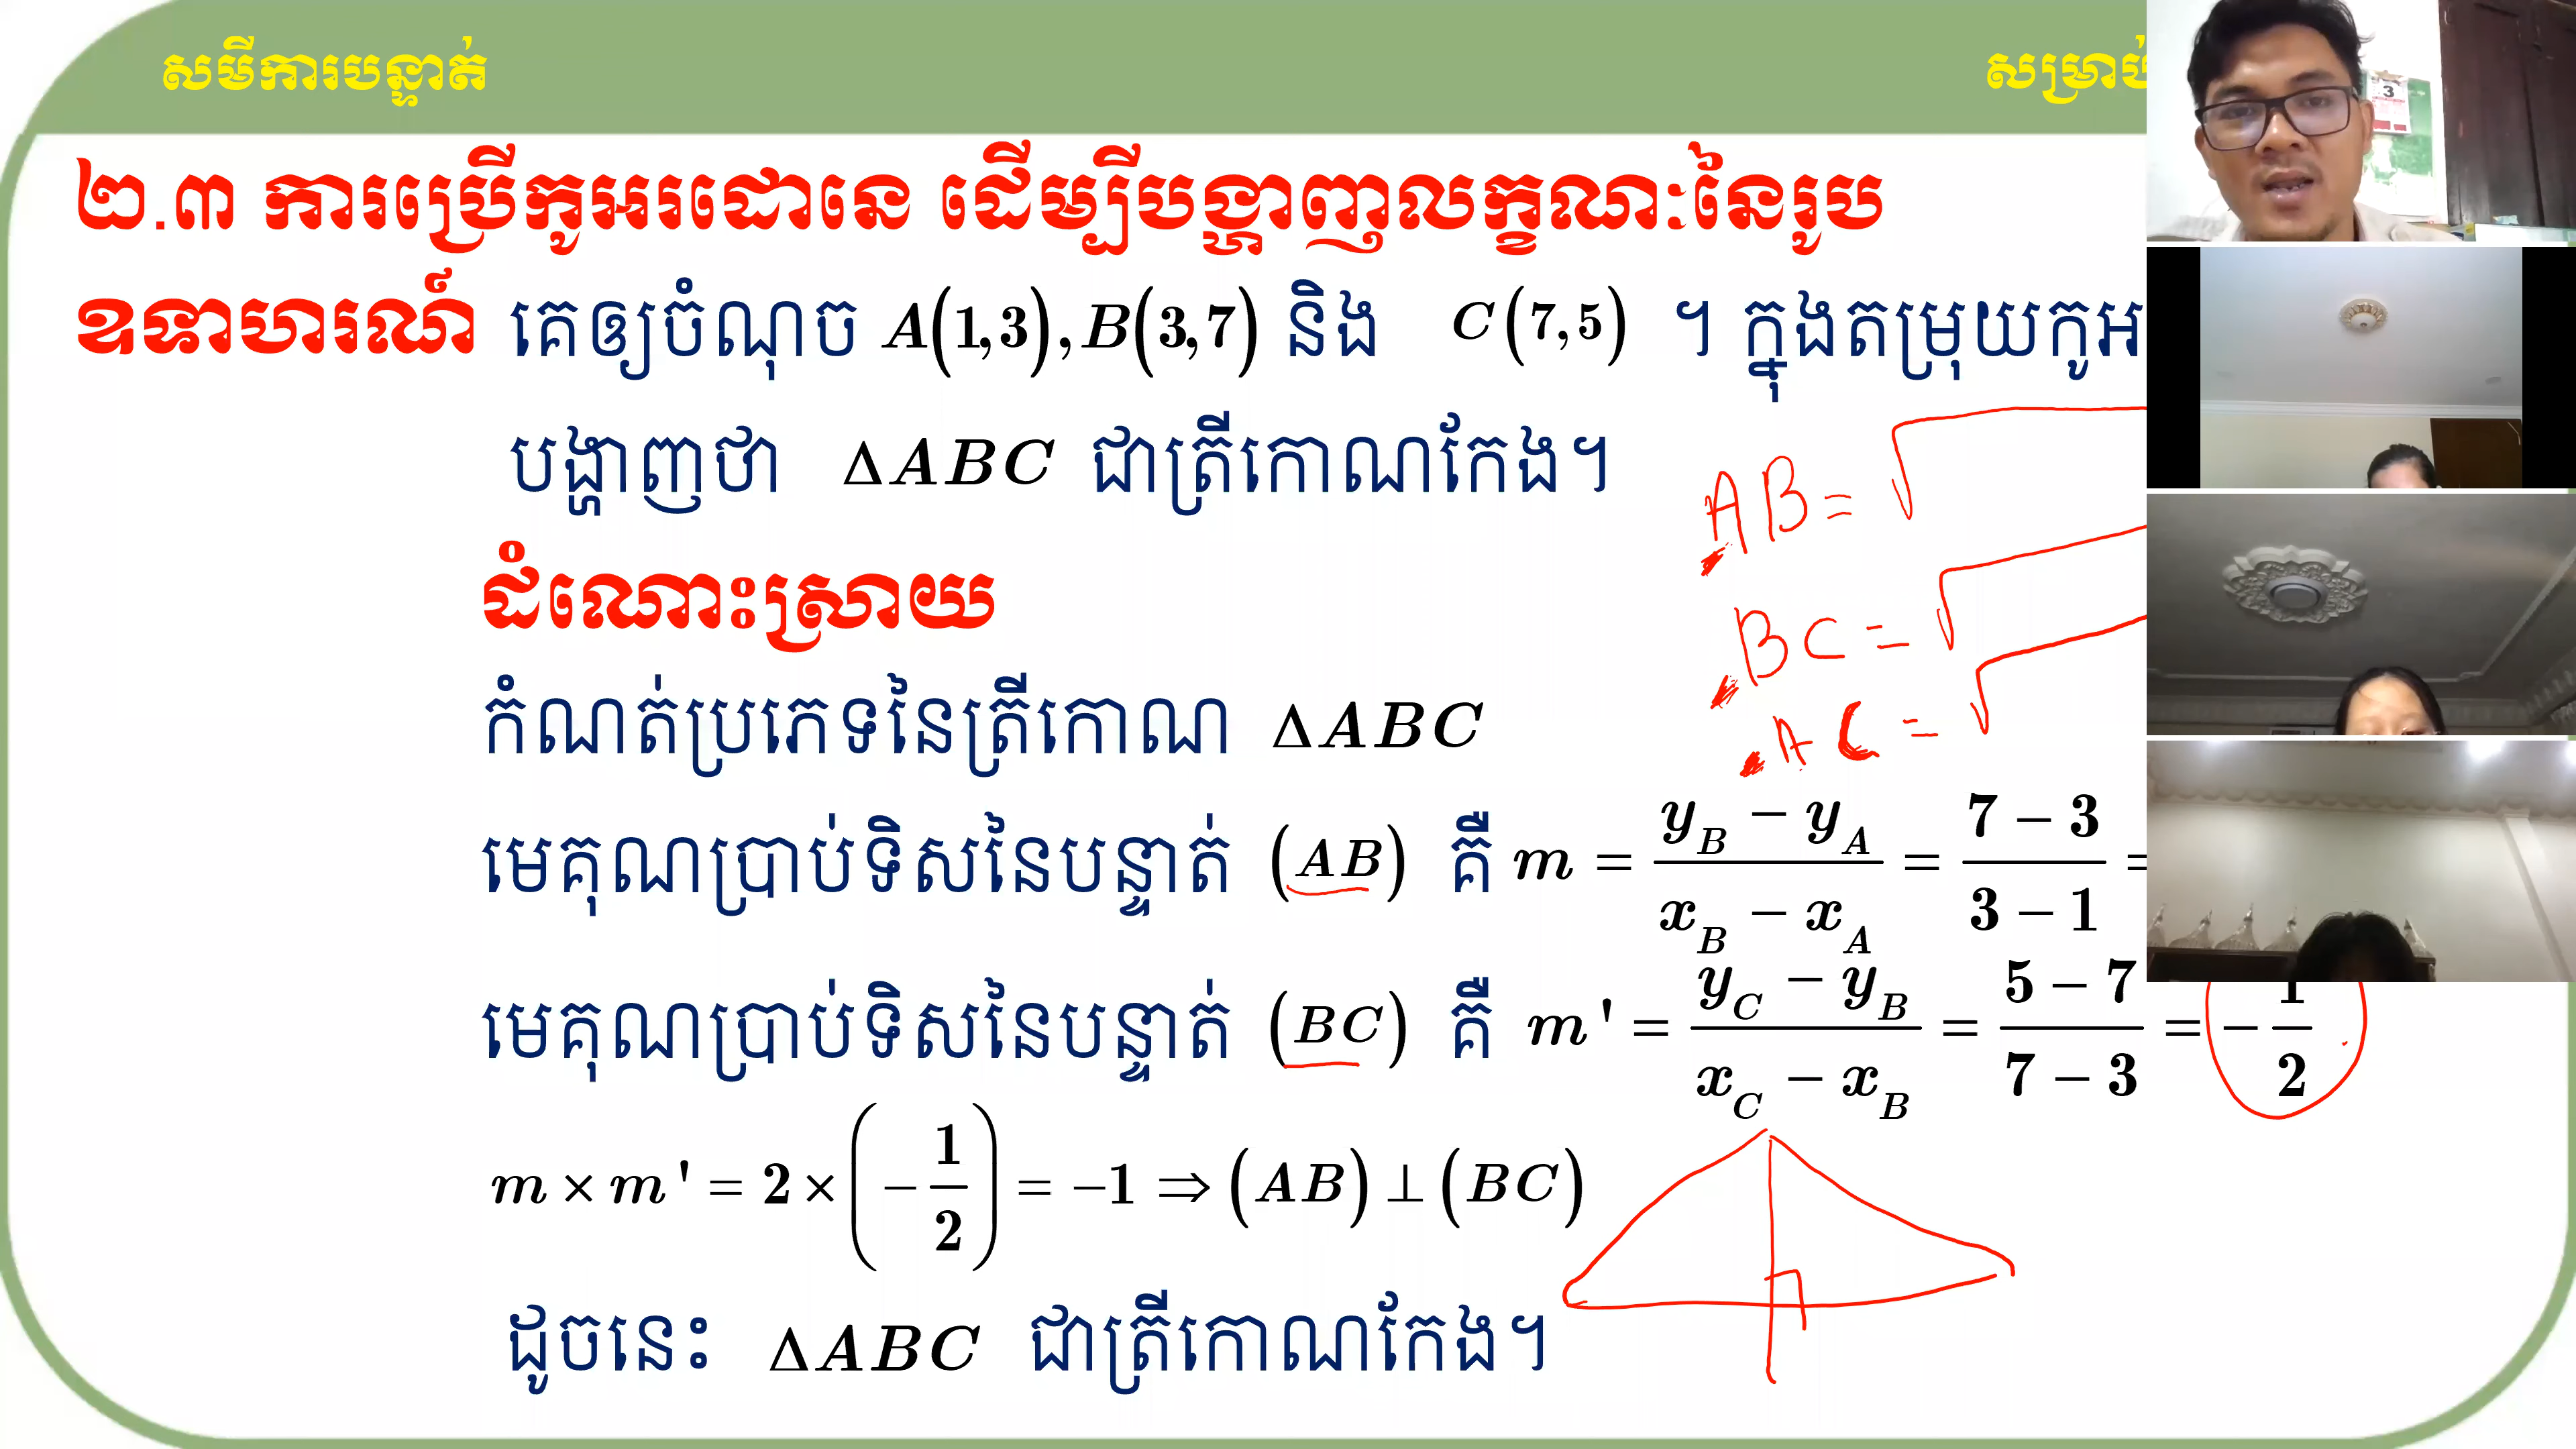 សមីការបន្ទាត់
សម្រាប់
២.៣ ការប្រើកូអរដោនេ ដើម្បីបង្ហាញលក្ខណៈនៃរូប
ឧទាហរណ៍ គេឲ្យចំណុច A(1,3), B(3,7) និង C(7,5) ។ ក្នុងតម្រុយកូអ
បង្ហាញថា ΔABC ជាត្រីកោណកែង។
AB = √
ដំណោះស្រាយ
BC = √
AC = √
កំណត់ប្រភេទនៃត្រីកោណ ΔABC
មេគុណប្រាប់ទិសនៃបន្ទាត់ (AB) គឺ m = (y_B − y_A)/(x_B − x_A) = (7 − 3)/(3 − 1) =
មេគុណប្រាប់ទិសនៃបន្ទាត់ (BC) គឺ m' = (y_C − y_B)/(x_C − x_B) = (5 − 7)/(7 − 3) = −1/2
m × m' = 2 × (−1/2) = −1 ⇒ (AB) ⊥ (BC)
ដូចនេះ ΔABC ជាត្រីកោណកែង។
3